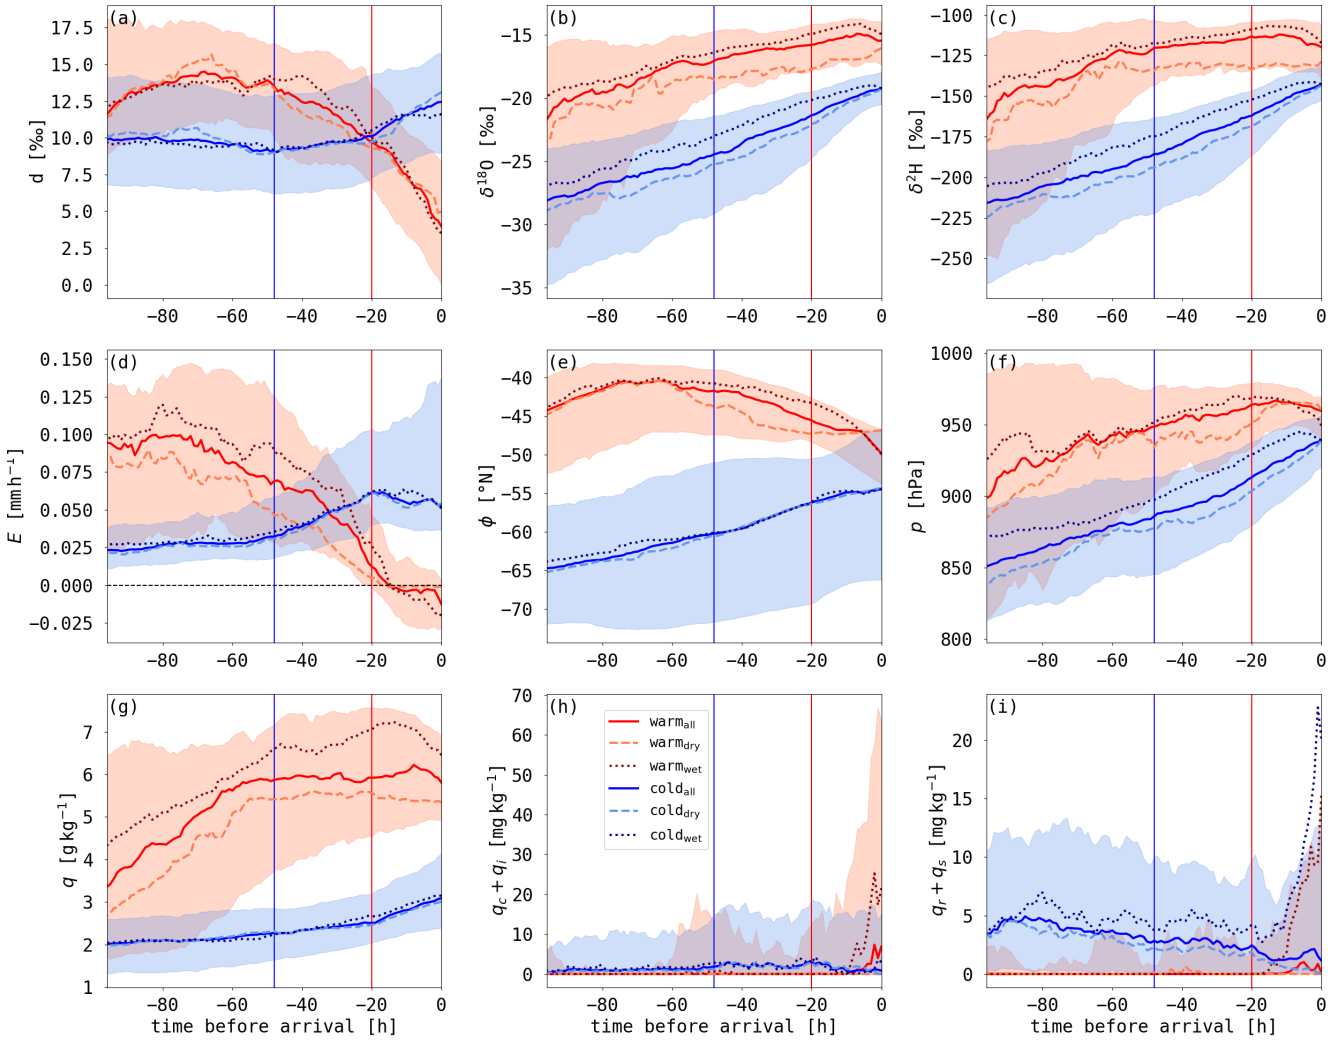 (a)
17.5
15.0
12.5
10.0
7.5
5.0
2.5
0.0
d [‰]
−80 −60 −40 −20 0
(b)
−15
−20
−25
−30
−35
δ¹⁸O [‰]
−80 −60 −40 −20 0
(c)
−100
−125
−150
−175
−200
−225
−250
δ²H [‰]
−80 −60 −40 −20 0
(d)
0.150
0.125
0.100
0.075
0.050
0.025
0.000
−0.025
E [mm h⁻¹]
−80 −60 −40 −20 0
(e)
−40
−45
−50
−55
−60
−65
−70
ϕ [°N]
−80 −60 −40 −20 0
(f)
1000
950
900
850
800
p [hPa]
−80 −60 −40 −20 0
(g)
7
6
5
4
3
2
1
q [g kg⁻¹]
−80 −60 −40 −20 0
time before arrival [h]
(h)
70
60
50
40
30
20
10
0
q_c + q_i [mg kg⁻¹]
warm_all
warm_dry
warm_wet
cold_all
cold_dry
cold_wet
−80 −60 −40 −20 0
time before arrival [h]
(i)
20
15
10
5
0
q_r + q_s [mg kg⁻¹]
−80 −60 −40 −20 0
time before arrival [h]